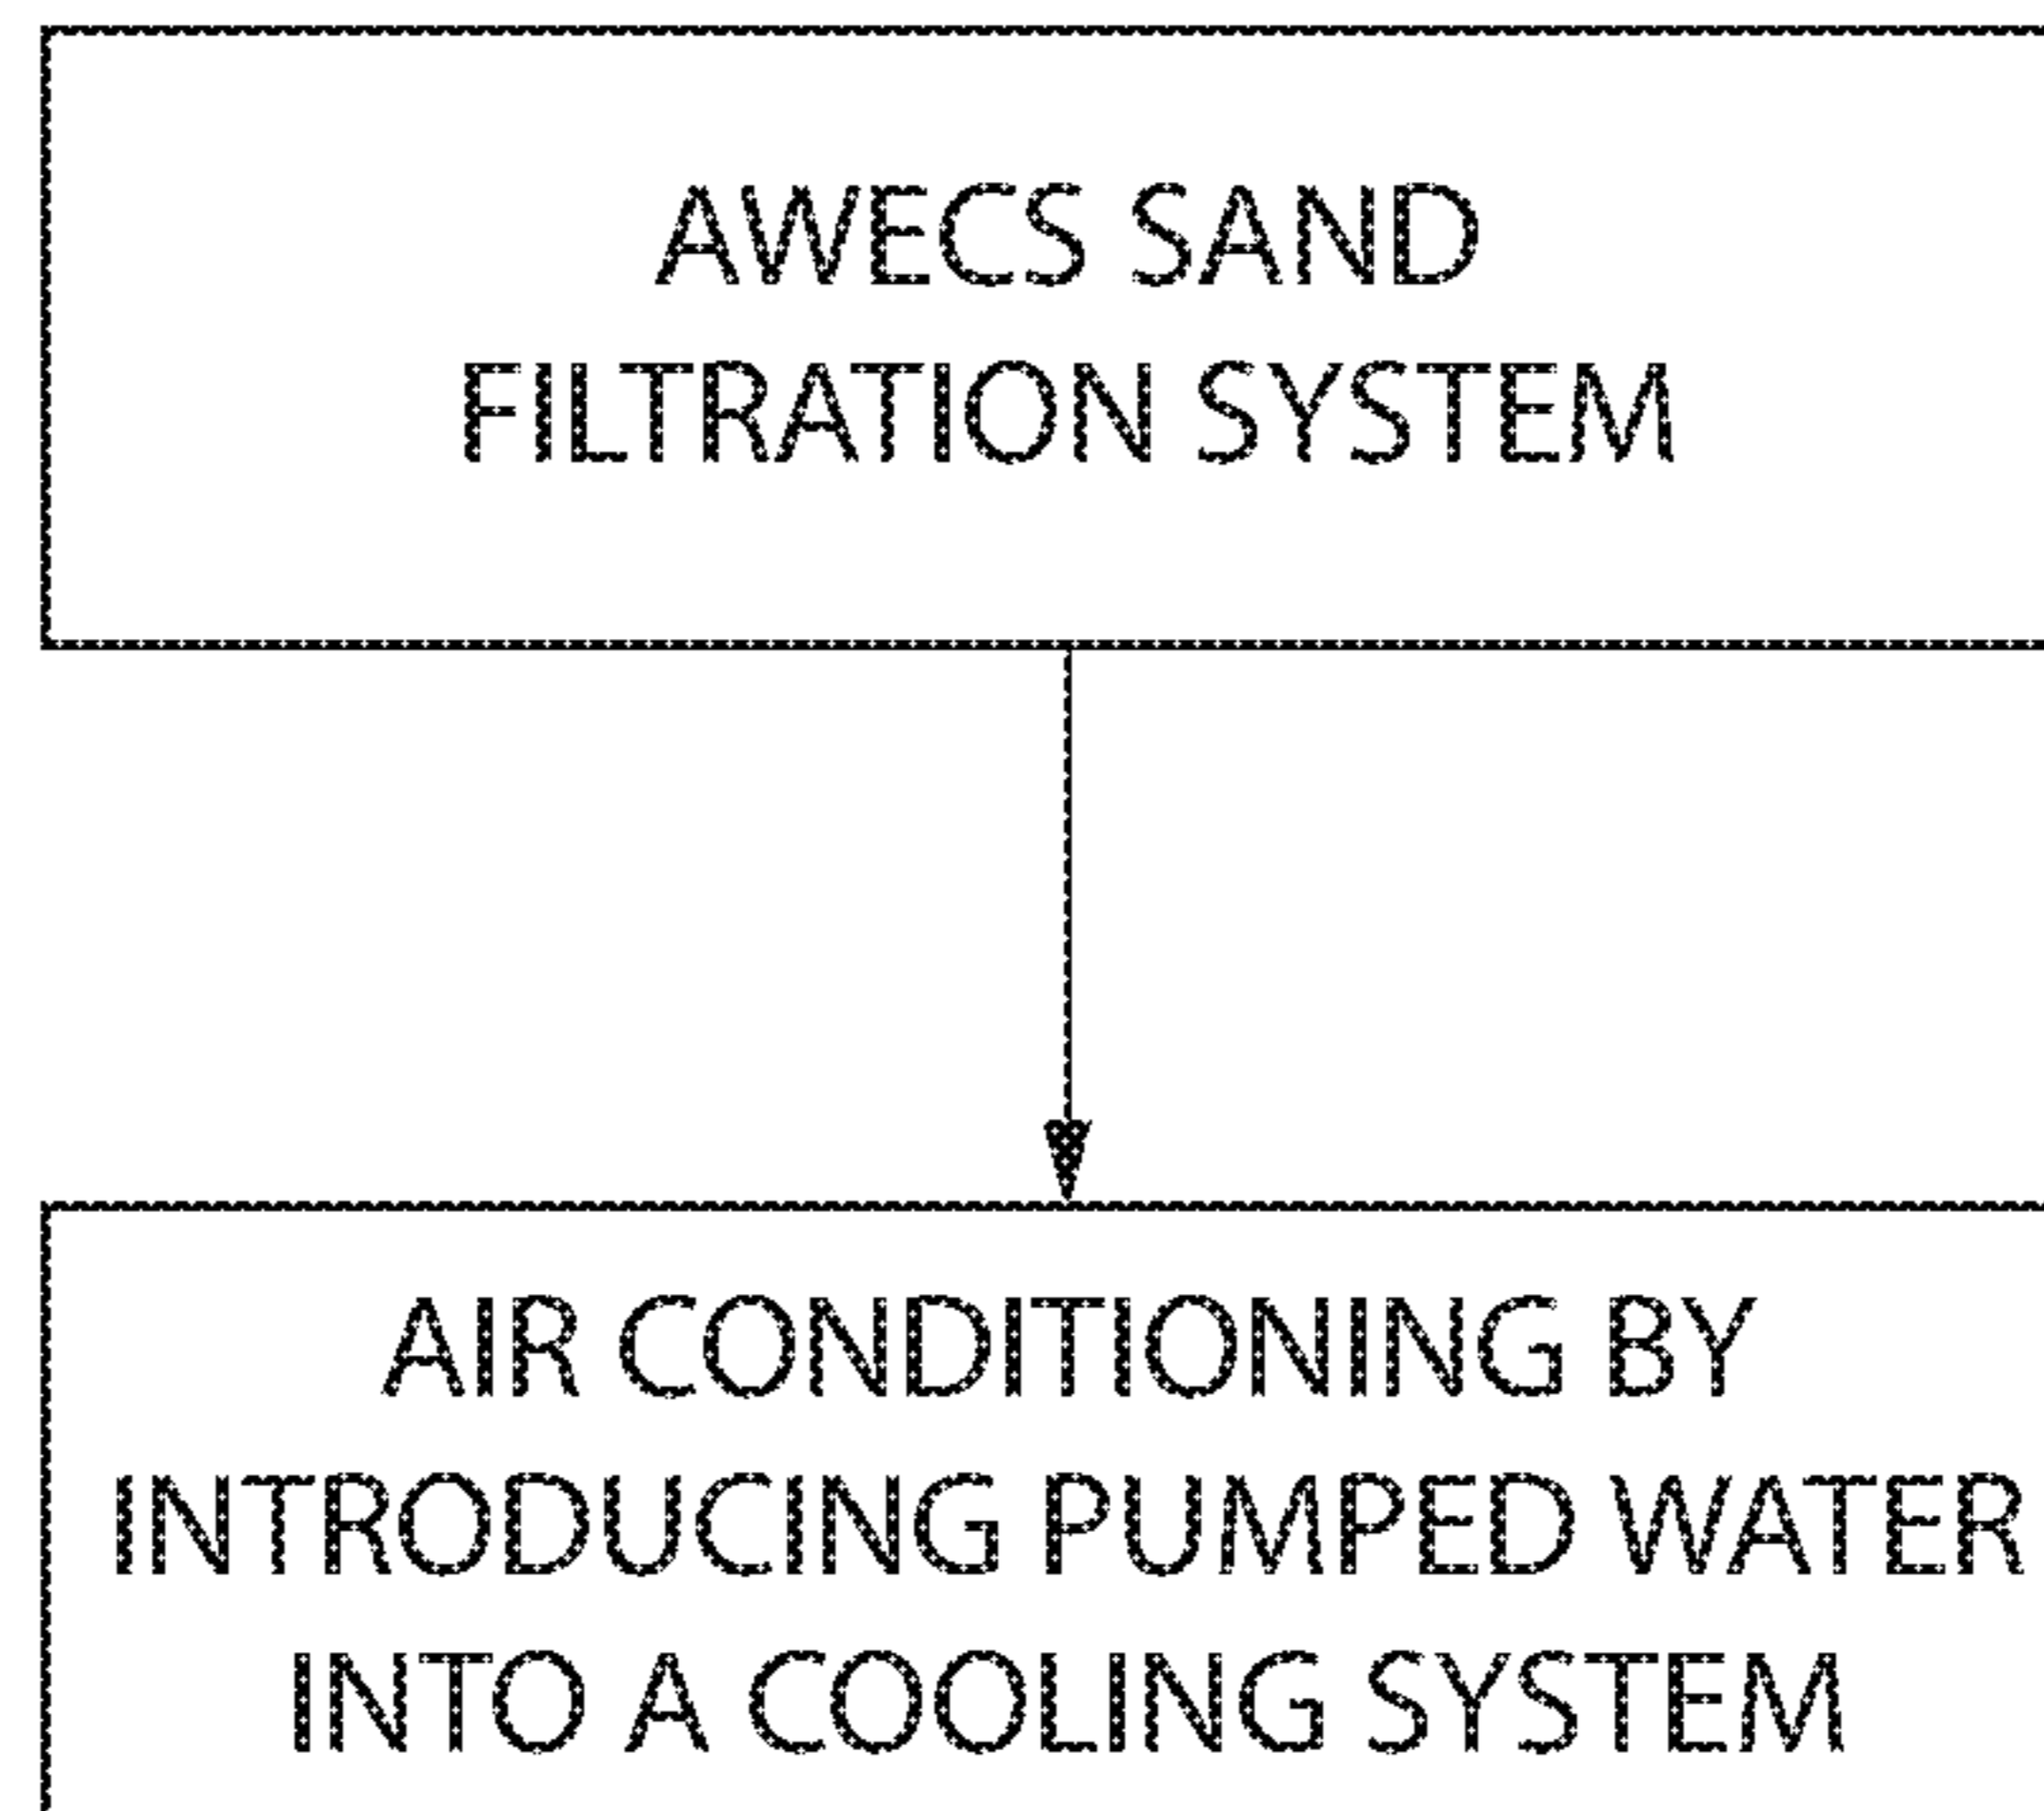 AWECS SAND
FILTRATION SYSTEM
AIR CONDITIONING BY
INTRODUCING PUMPED WATER
INTO A COOLING SYSTEM